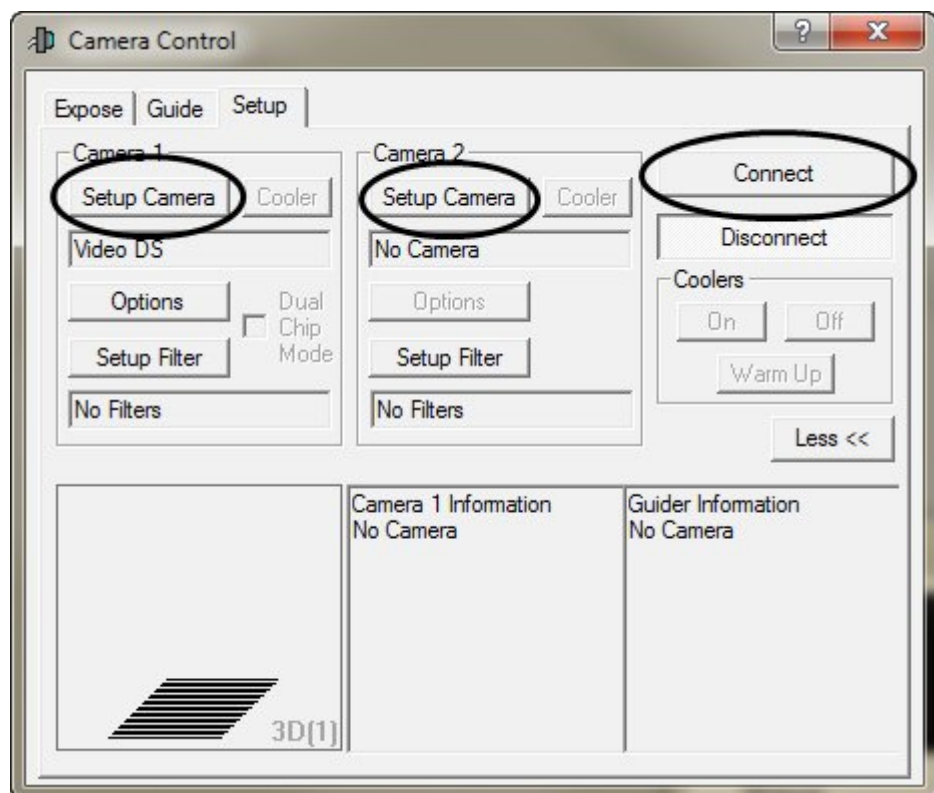 Camera Control
?
X
Expose
Guide
Setup
Camera 1
Setup Camera
Cooler
Video DS
Options
Dual
Chip
Mode
Setup Filter
No Filters
Camera 2
Setup Camera
Cooler
No Camera
Options
Setup Filter
No Filters
Connect
Disconnect
Coolers
On
Off
Warm Up
Less <<
3D(1)
Camera 1 Information
No Camera
Guider Information
No Camera